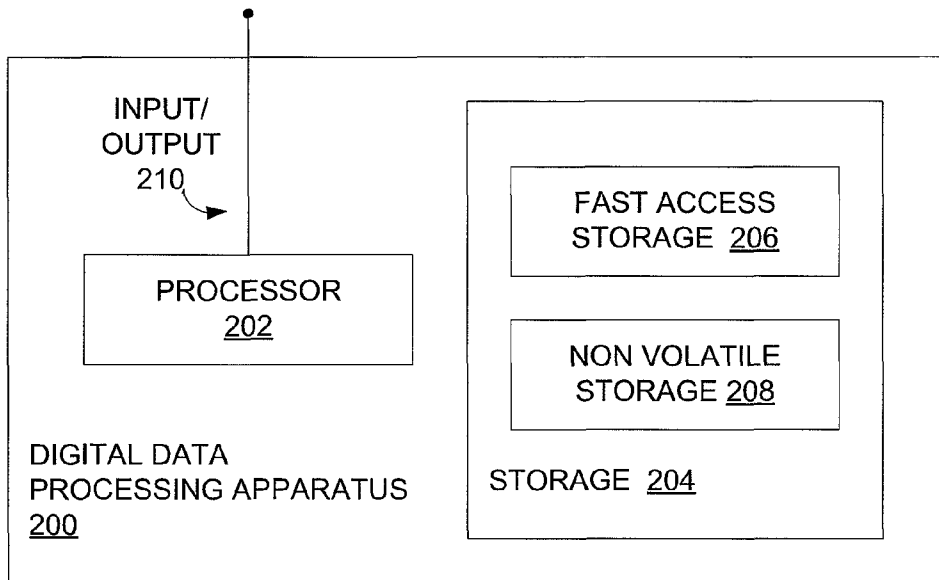 INPUT/
OUTPUT
210
PROCESSOR
202
DIGITAL DATA
PROCESSING APPARATUS
200
FAST ACCESS
STORAGE 206
NON VOLATILE
STORAGE 208
STORAGE 204